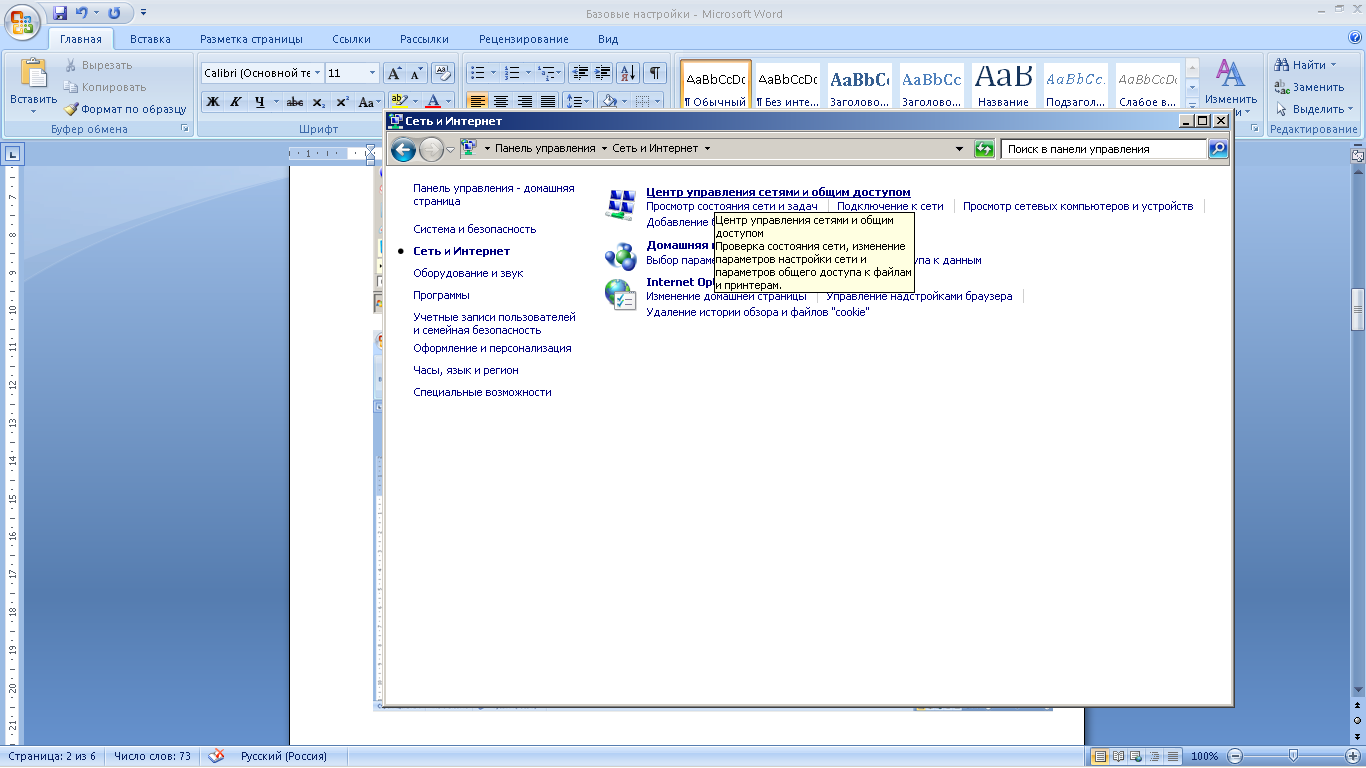 Базовые настройки - Microsoft Word
Главная Вставка Разметка страницы Ссылки Рассылки Рецензирование Вид
Вставить
Вырезать
Копировать
Формат по образцу
Буфер обмена
Calibri (Основной те 11
Ж К Ч abc x₂ x² Aa
Шрифт
AaBbCcDc AaBbCcDc AaBbC AaBbCc AaB AaBbCc. AaBbCcDc
¶ Обычный ¶ Без инте... Заголово... Заголово... Название Подзагол... Слабое в...
Изменить
Найти
Заменить
Выделить
Редактирование
Сеть и Интернет
Панель управления Сеть и Интернет
Поиск в панели управления
Панель управления - домашняя
страница
Система и безопасность
Сеть и Интернет
Оборудование и звук
Программы
Учетные записи пользователей
и семейная безопасность
Оформление и персонализация
Часы, язык и регион
Специальные возможности
Центр управления сетями и общим доступом
Просмотр состояния сети и задач Подключение к сети Просмотр сетевых компьютеров и устройств
Добавление
Центр управления сетями и общим
доступом
Проверка состояния сети, изменение
параметров настройки сети и
параметров общего доступа к файлам
и принтерам.
Домашняя
Выбор к данным
Internet
Изменение домашней страницы Управление надстройками браузера
Удаление истории обзора и файлов "cookie"
Страница: 2 из 6 Число слов: 73 Русский (Россия) 100%